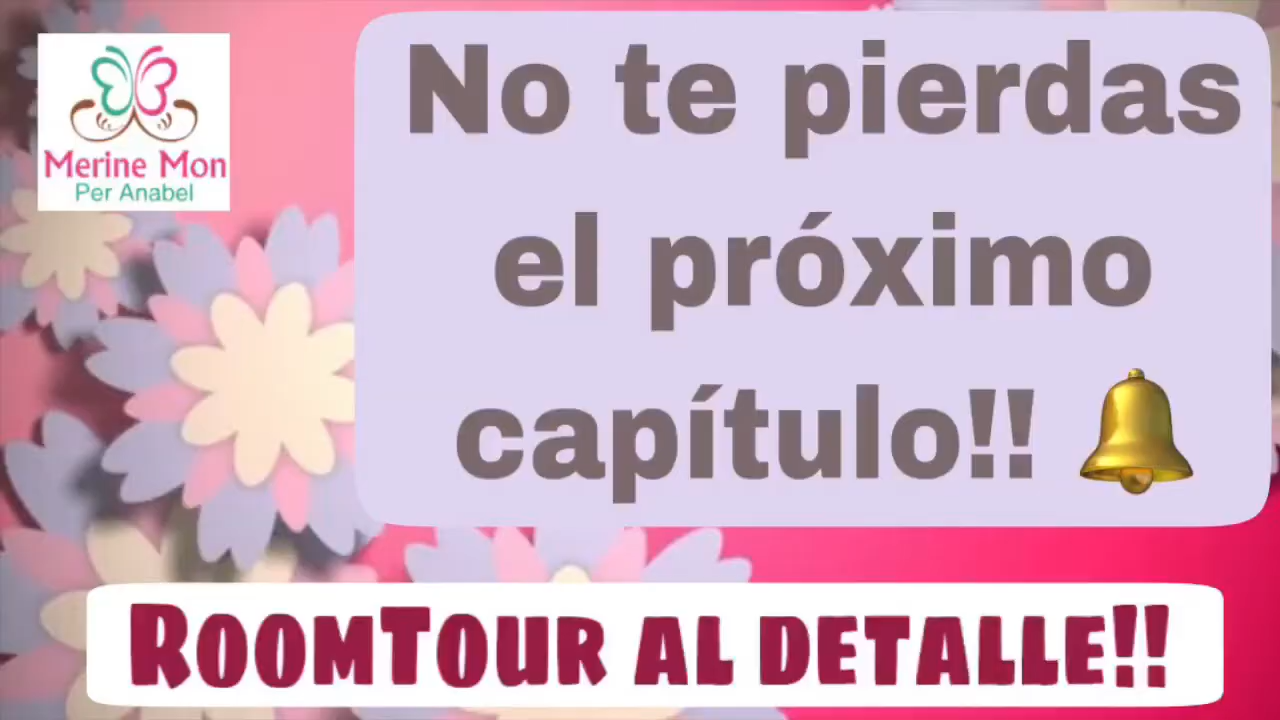 Merine Mon
Per Anabel
No te pierdas
el próximo
capítulo!!
RoomTour al detalle!!